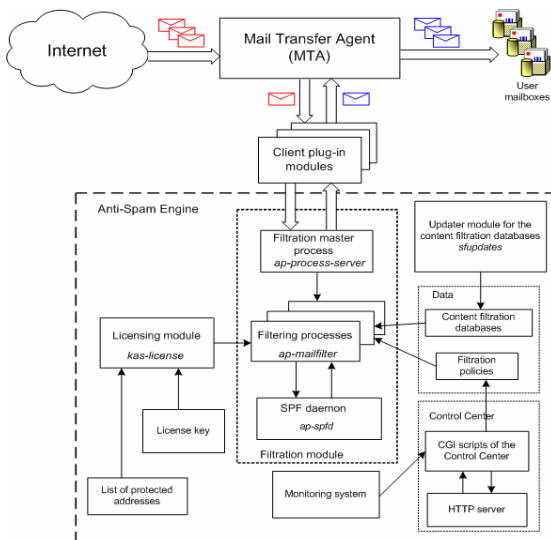 Internet
Mail Transfer Agent
(MTA)
User
mailboxes
Client plug-in
modules
Anti-Spam Engine
Filtration master
process
ap-process-server
Updater module for the
content filtration databases
sfupdates
Data
Content filtration
databases
Licensing module
kas-license
Filtering processes
ap-mailfilter
Filtration
policies
SPF daemon
ap-spfd
License key
Control Center
CGI scripts of the
Control Center
Filtration module
List of protected
addresses
Monitoring system
HTTP server